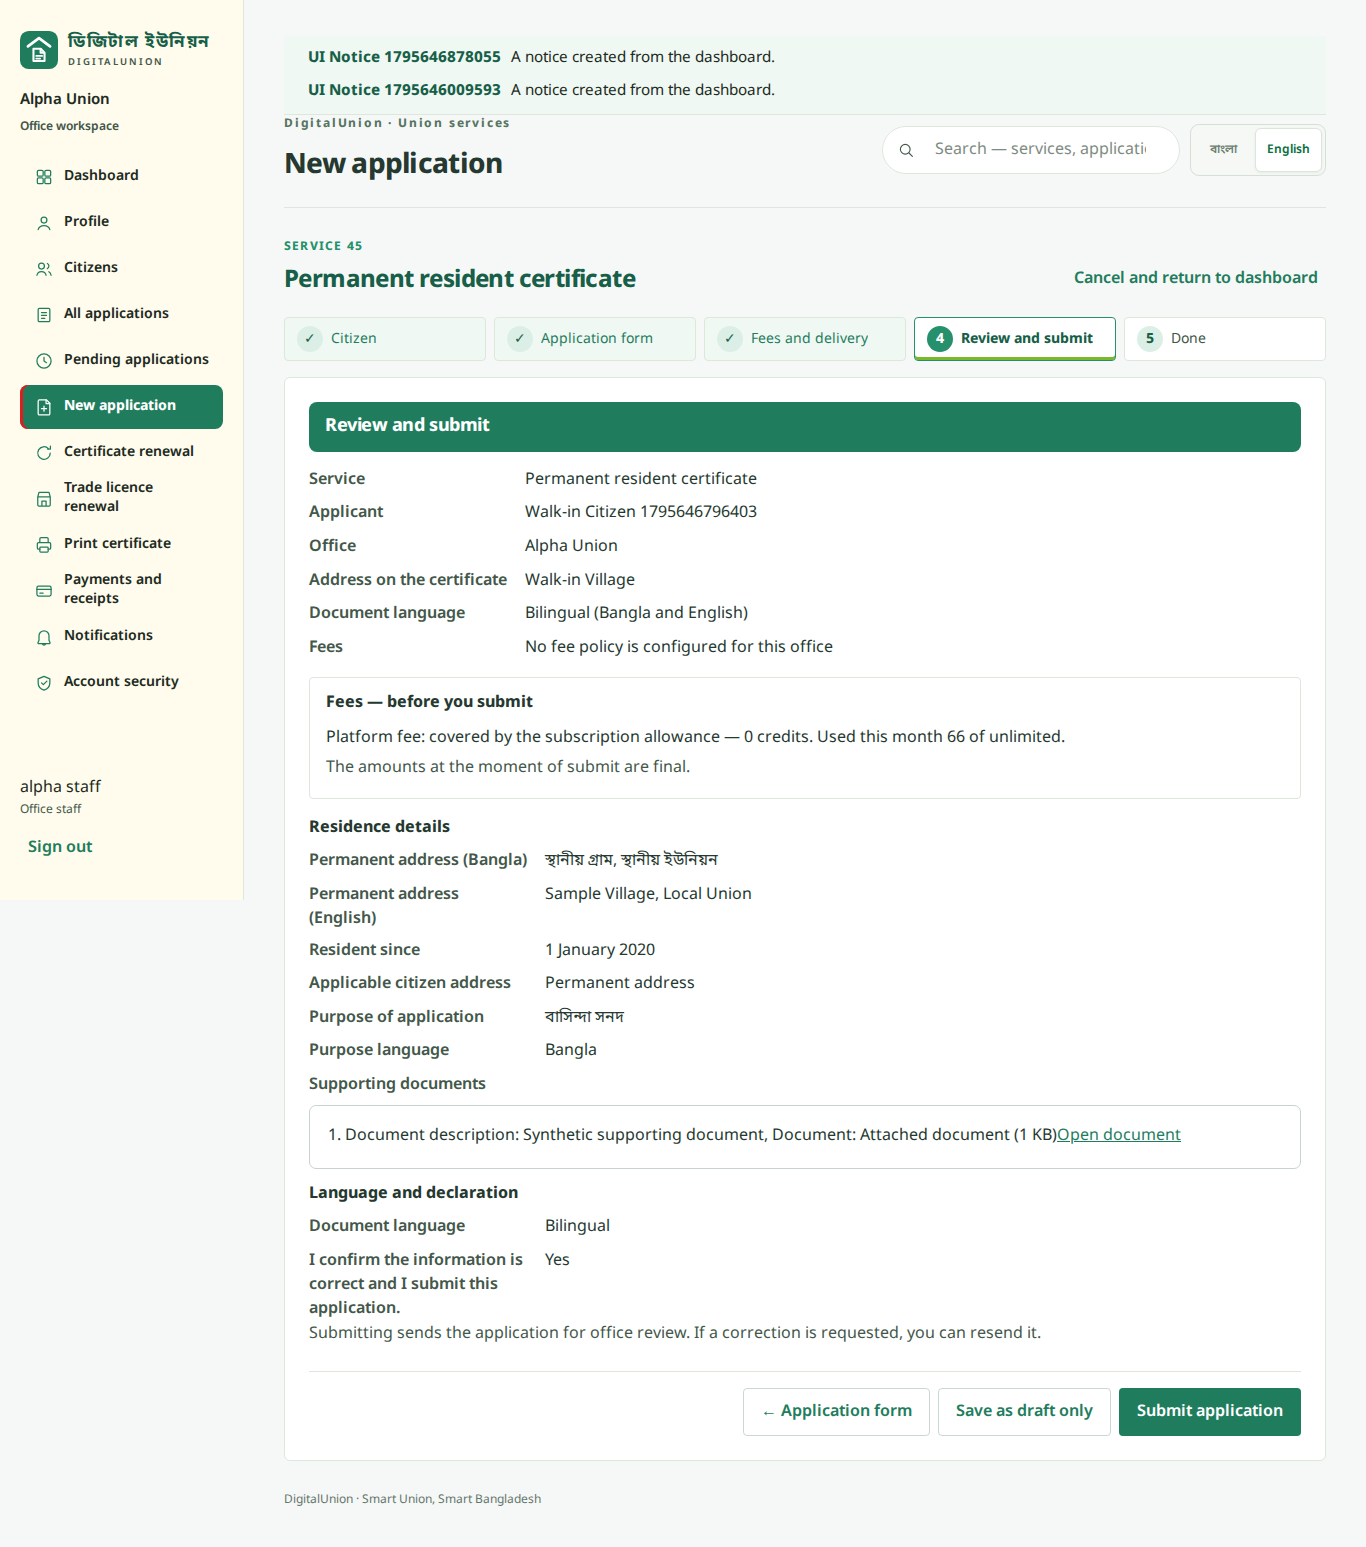 ডিজিটাল ইউনিয়ন
DIGITALUNION
Alpha Union
Office workspace
Dashboard
Profile
Citizens
All applications
Pending applications
New application
Certificate renewal
Trade licence
renewal
Print certificate
Payments and
receipts
Notifications
Account security
alpha staff
Office staff
Sign out
UI Notice 1795646878055 A notice created from the dashboard.
UI Notice 1795646009593 A notice created from the dashboard.
DigitalUnion · Union services
New application
Search — services, applicati
বাংলা
English
SERVICE 45
Permanent resident certificate
Cancel and return to dashboard
✓ Citizen
✓ Application form
✓ Fees and delivery
4 Review and submit
5 Done
Review and submit
Service Permanent resident certificate
Applicant Walk-in Citizen 1795646796403
Office Alpha Union
Address on the certificate Walk-in Village
Document language Bilingual (Bangla and English)
Fees No fee policy is configured for this office
Fees — before you submit
Platform fee: covered by the subscription allowance — 0 credits. Used this month 66 of unlimited.
The amounts at the moment of submit are final.
Residence details
Permanent address (Bangla) স্থানীয় গ্রাম, স্থানীয় ইউনিয়ন
Permanent address Sample Village, Local Union
(English)
Resident since 1 January 2020
Applicable citizen address Permanent address
Purpose of application বাসিন্দা সনদ
Purpose language Bangla
Supporting documents
1. Document description: Synthetic supporting document, Document: Attached document (1 KB)Open document
Language and declaration
Document language Bilingual
I confirm the information is Yes
correct and I submit this
application.
Submitting sends the application for office review. If a correction is requested, you can resend it.
← Application form
Save as draft only
Submit application
DigitalUnion · Smart Union, Smart Bangladesh